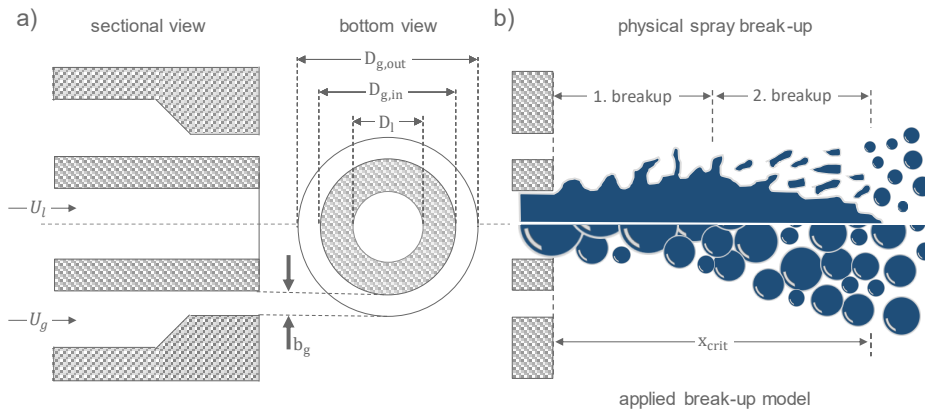 a)
sectional view
bottom view
D_g,out
D_g,in
D_l
U_l
U_g
b_g
b)
physical spray break-up
1. breakup
2. breakup
x_crit
applied break-up model